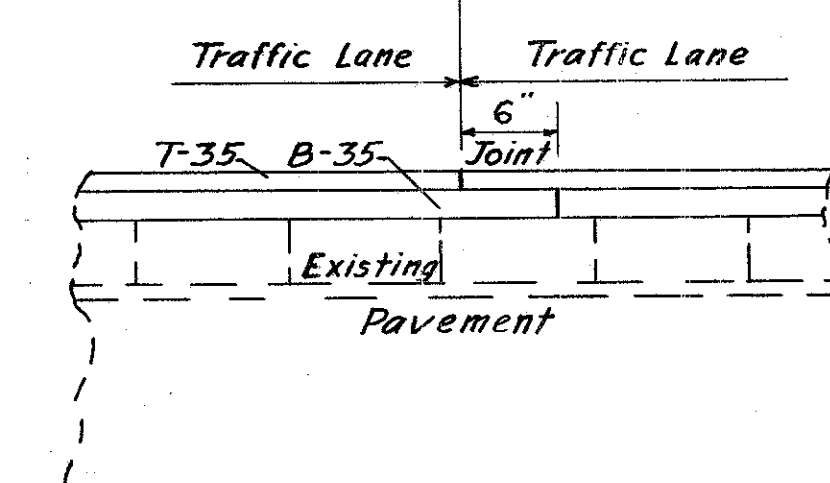 Traffic Lane Traffic Lane
6"
T-35 B-35 Joint
Existing
Pavement